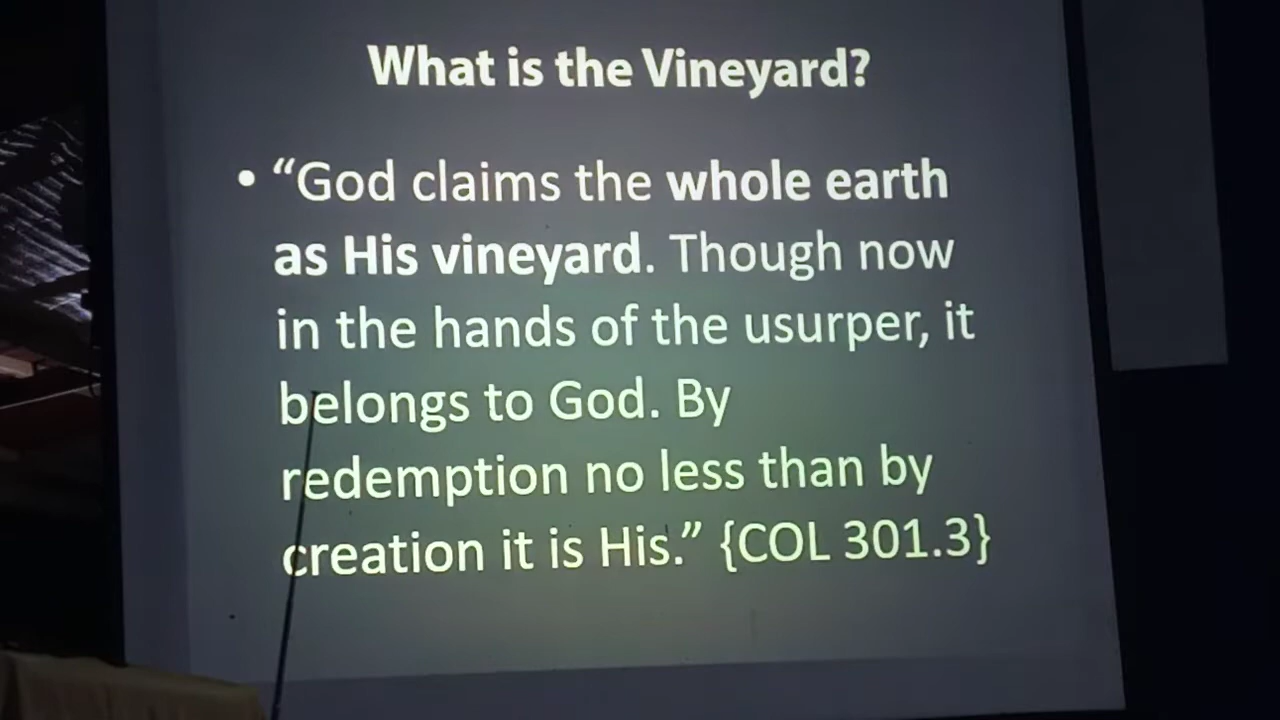 What is the Vineyard?
• “God claims the whole earth
as His vineyard. Though now
in the hands of the usurper, it
belongs to God. By
redemption no less than by
creation it is His.” {COL 301.3}